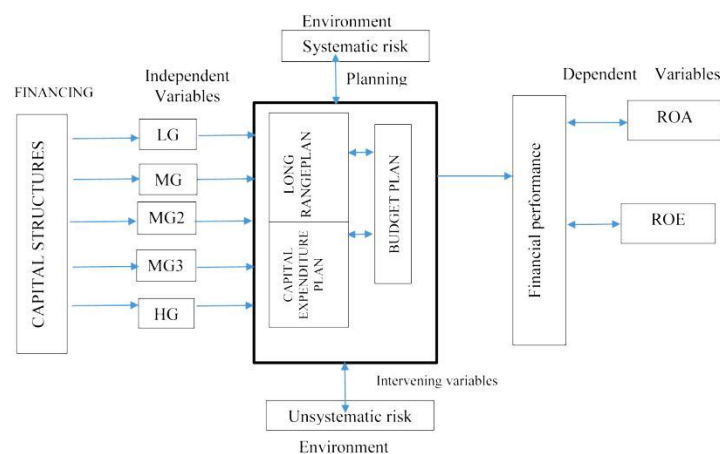 Environment
Systematic risk
Planning
Independent
Variables
Dependent Variables
FINANCING
CAPITAL STRUCTURES
LG
MG
MG2
MG3
HG
LONG
RANGEPLAN
CAPITAL
EXPENDITURE
PLAN
BUDGET PLAN
Financial performance
ROA
ROE
Intervening variables
Unsystematic risk
Environment